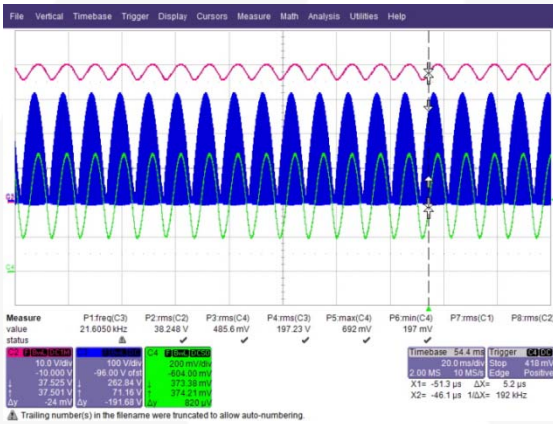 File Vertical Timebase Trigger Display Cursors Measure Math Analysis Utilities Help
C4
Measure P1:freq(C3) P2:rms(C2) P3:rms(C4) P4:rms(C3) P5:max(C4) P6:min(C4) P7:rms(C1) P8:rms(C2)
value 21.6050 kHz 38.248 V 485.6 mV 197.23 V 692 mV 197 mV
status
C2 C4 Timebase 54.4 ms Trigger C4 DC
10.0 V/div 100 V/div 200 mV/div 20.0 ms/div Stop 418 mV
-10.000 V -96.00 V ofst -604.00 mV 2.00 MS 10 MS/s Edge Positive
37.525 V 262.84 V 373.38 mV X1= -51.3 µs ΔX= 5.2 µs
37.501 V 71.16 V 374.21 mV X2= -46.1 µs 1/ΔX= 192 kHz
Δy -24 mV Δy -191.68 V Δy 820 µV
Trailing number(s) in the filename were truncated to allow auto-numbering.